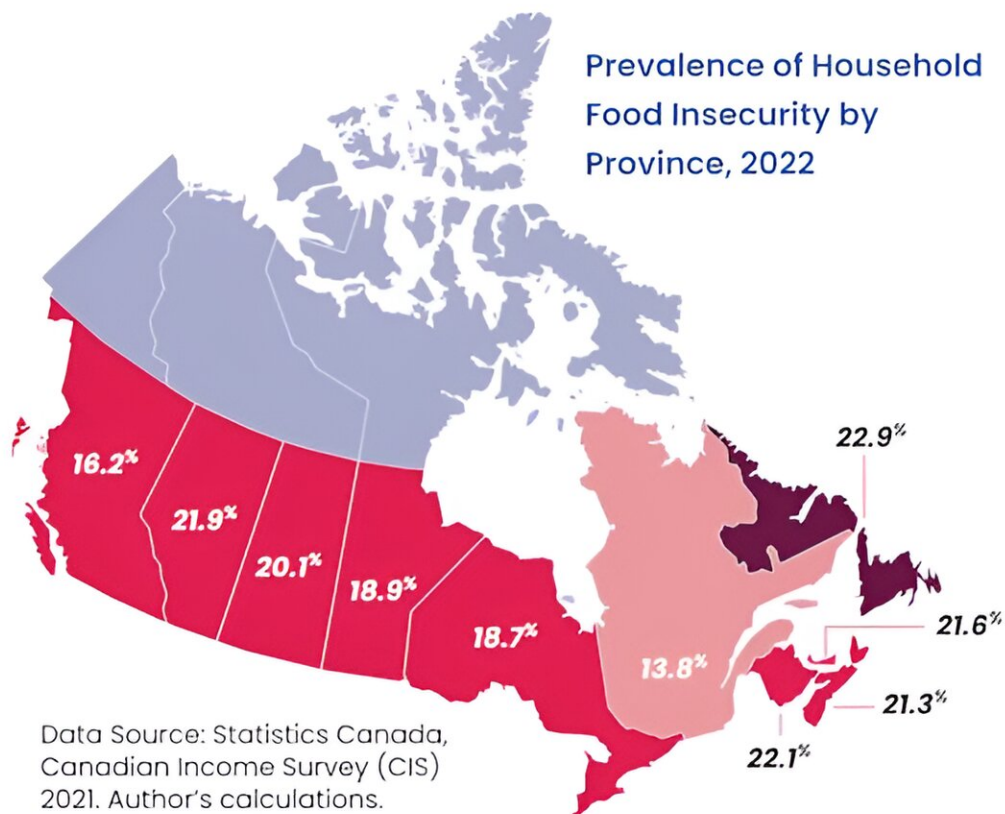 Prevalence of Household
Food Insecurity by
Province, 2022
22.9%
16.2%
21.9%
20.1%
18.9%
18.7%
13.8%
21.6%
21.3%
22.1%
Data Source: Statistics Canada,
Canadian Income Survey (CIS)
2021. Author's calculations.